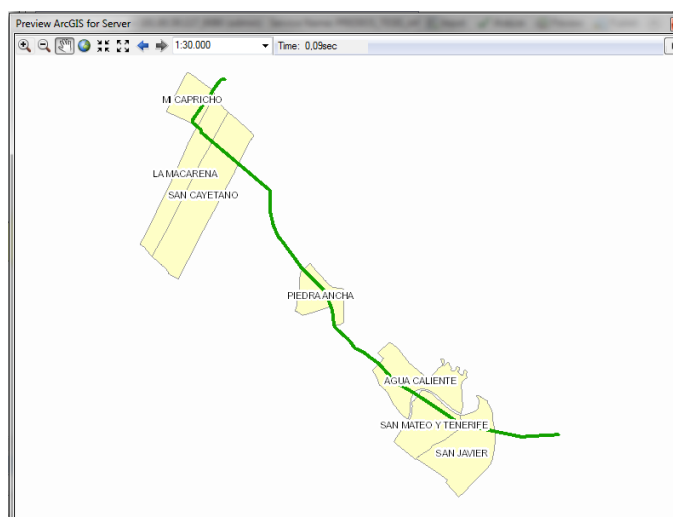 Preview ArcGIS for Server
1:30.000
Time: 0,09sec
MI CAPRICHO
LA MACARENA
SAN CAYETANO
PIEDRA ANCHA
AGUA CALIENTE
SAN MATEO Y TENERIFE
SAN JAVIER